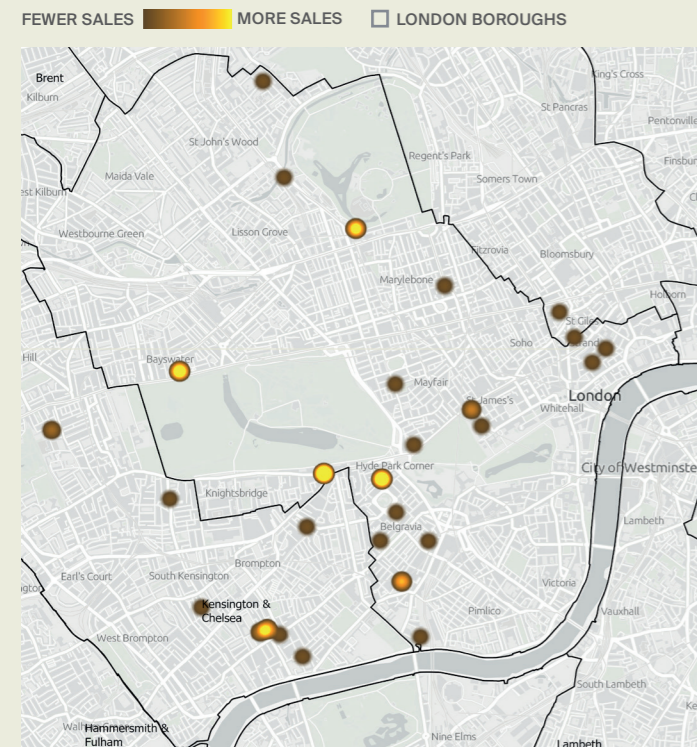 FEWER SALES MORE SALES LONDON BOROUGHS
Brent
Kilburn
King's Cross
St Pancras
Pentonville
St John's Wood
Regent's Park
Finsbur
Maida Vale
Somers Town
est Kilburn
Westbourne Green
Lisson Grove
Fitzrovia
Bloomsbury
Marylebone
Holborn
St Giles
Soho
Strand
Hill
Bayswater
Mayfair
St James's
London
Whitehall
Hyde Park Corner
City of Westminste
Knightsbridge
Belgravia
Lambeth
Brompton
Earl's Court
South Kensington
Victoria
Kensington &
Chelsea
Pimlico
Vauxhall
West Brompton
South Lambeth
Hammersmith &
Fulham
Nine Elms
Lambeth